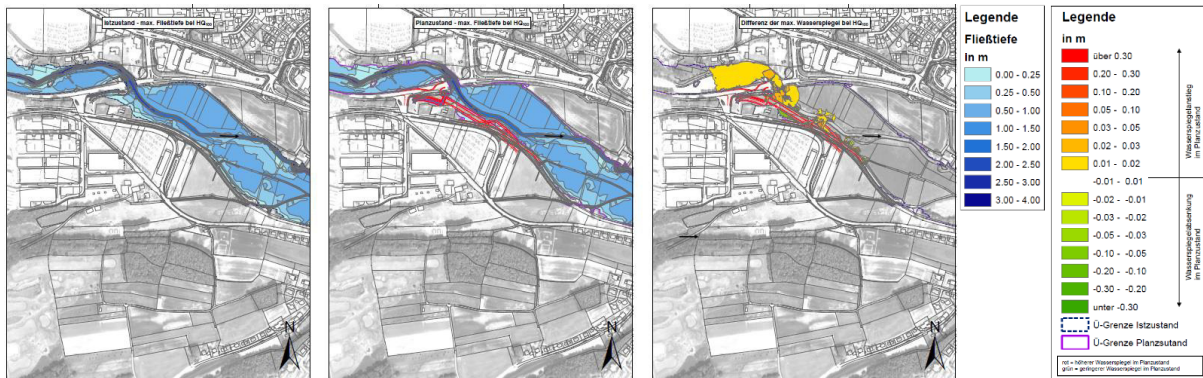 Istzustand - max. Fließtiefe bei HQ100
Planzustand - max. Fließtiefe bei HQ100
Differenz der max. Wasserspiegel bei HQ100
N
N
N
Legende
Fließtiefe
in m
0.00 - 0.25
0.25 - 0.50
0.50 - 1.00
1.00 - 1.50
1.50 - 2.00
2.00 - 2.50
2.50 - 3.00
3.00 - 4.00
Legende
in m
über 0.30
0.20 - 0.30
0.10 - 0.20
0.05 - 0.10
0.03 - 0.05
0.02 - 0.03
0.01 - 0.02
-0.01 - 0.01
-0.02 - -0.01
-0.03 - -0.02
-0.05 - -0.03
-0.10 - -0.05
-0.20 - -0.10
-0.30 - -0.20
unter -0.30
Wasserspiegelanstieg
im Planzustand
Wasserspiegelabsenkung
im Planzustand
Ü-Grenze Istzustand
Ü-Grenze Planzsutand
rot = höherer Wasserspiegel im Planzustand
grün = geringerer Wasserspiegel im Planzustand